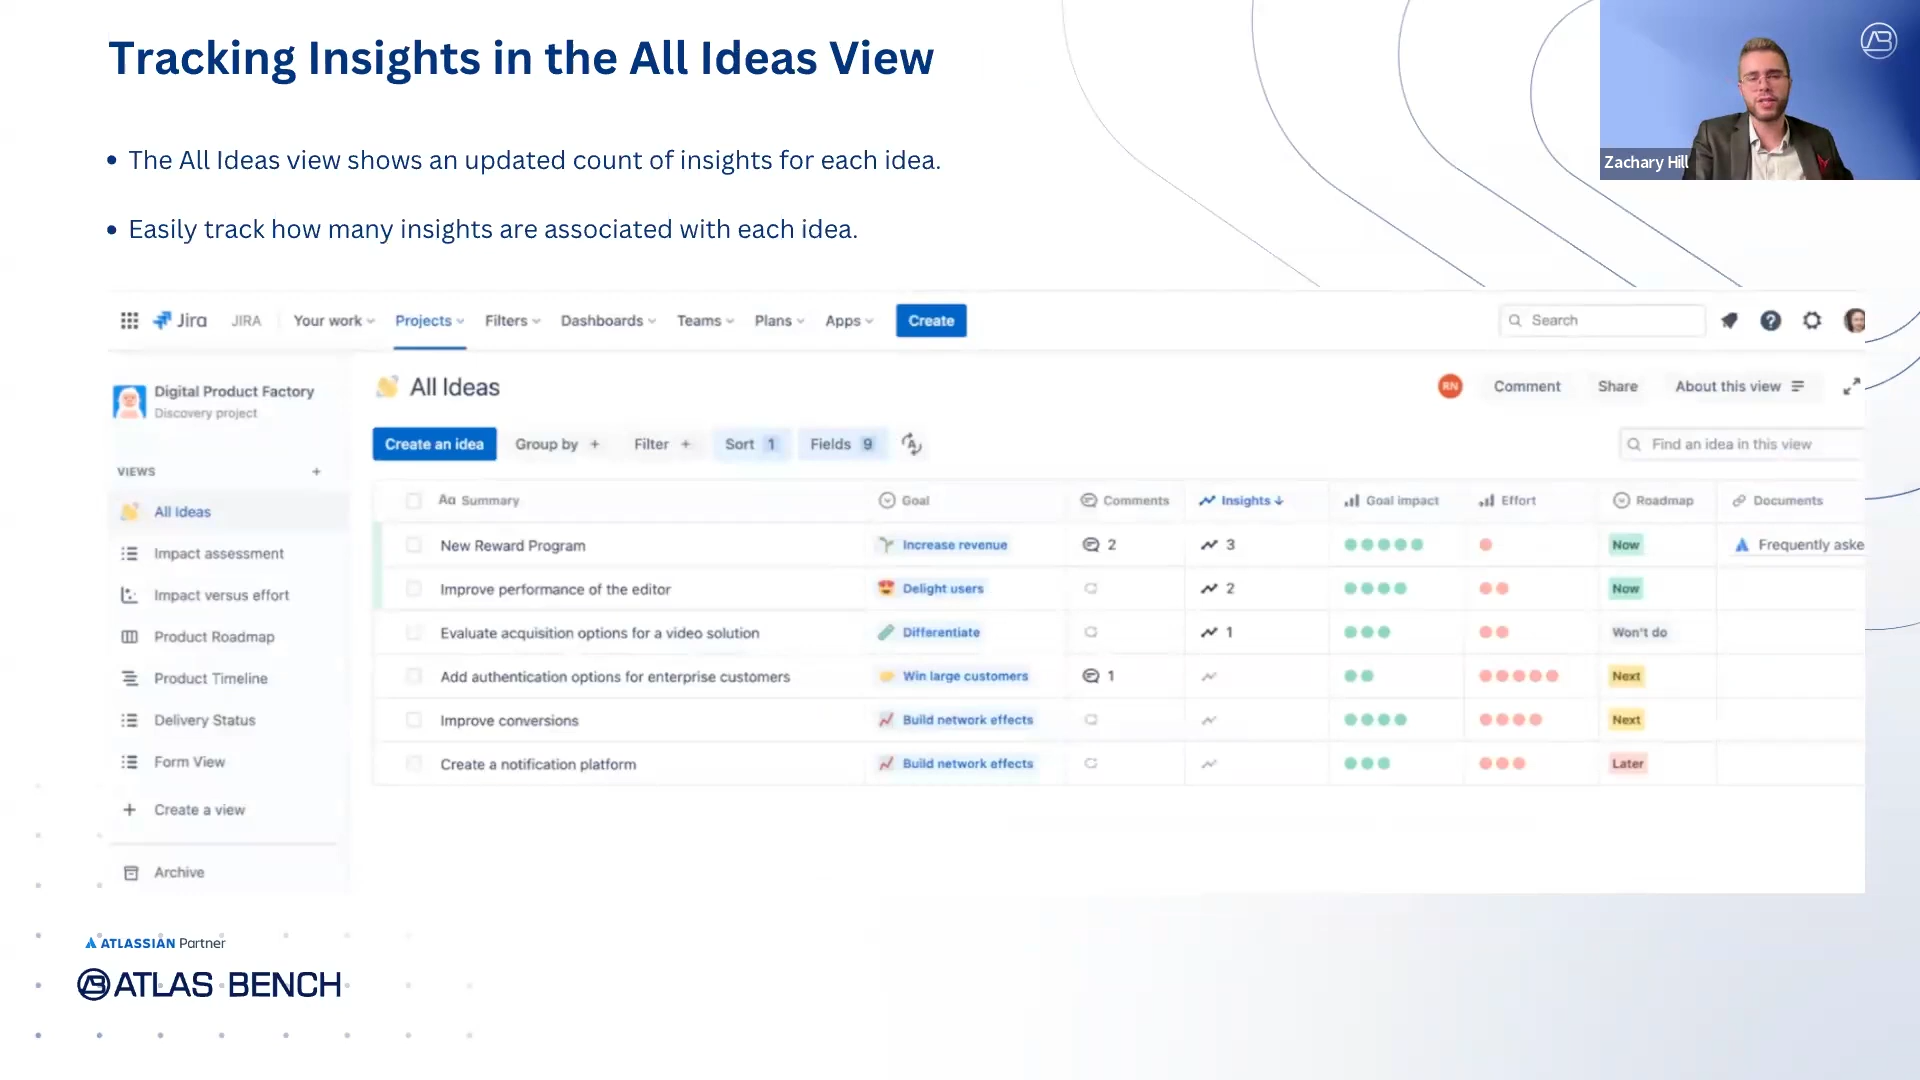 Tracking Insights in the All Ideas View
Zachary Hill
• The All Ideas view shows an updated count of insights for each idea.
• Easily track how many insights are associated with each idea.
Jira JIRA Your work Projects Filters Dashboards Teams Plans Apps Create Search
Digital Product Factory
Discovery project
All Ideas RN Comment Share About this view
Create an idea Group by + Filter + Sort 1 Fields 9 Find an idea in this view
VIEWS +
All Ideas
Impact assessment
Impact versus effort
Product Roadmap
Product Timeline
Delivery Status
Form View
+ Create a view
Archive
Aa Summary Goal Comments Insights ↓ Goal impact Effort Roadmap Documents
New Reward Program Increase revenue 2 3 Now Frequently aske
Improve performance of the editor Delight users 2 Now
Evaluate acquisition options for a video solution Differentiate 1 Won't do
Add authentication options for enterprise customers Win large customers 1 Next
Improve conversions Build network effects Next
Create a notification platform Build network effects Later
ATLASSIAN Partner
ATLAS BENCH